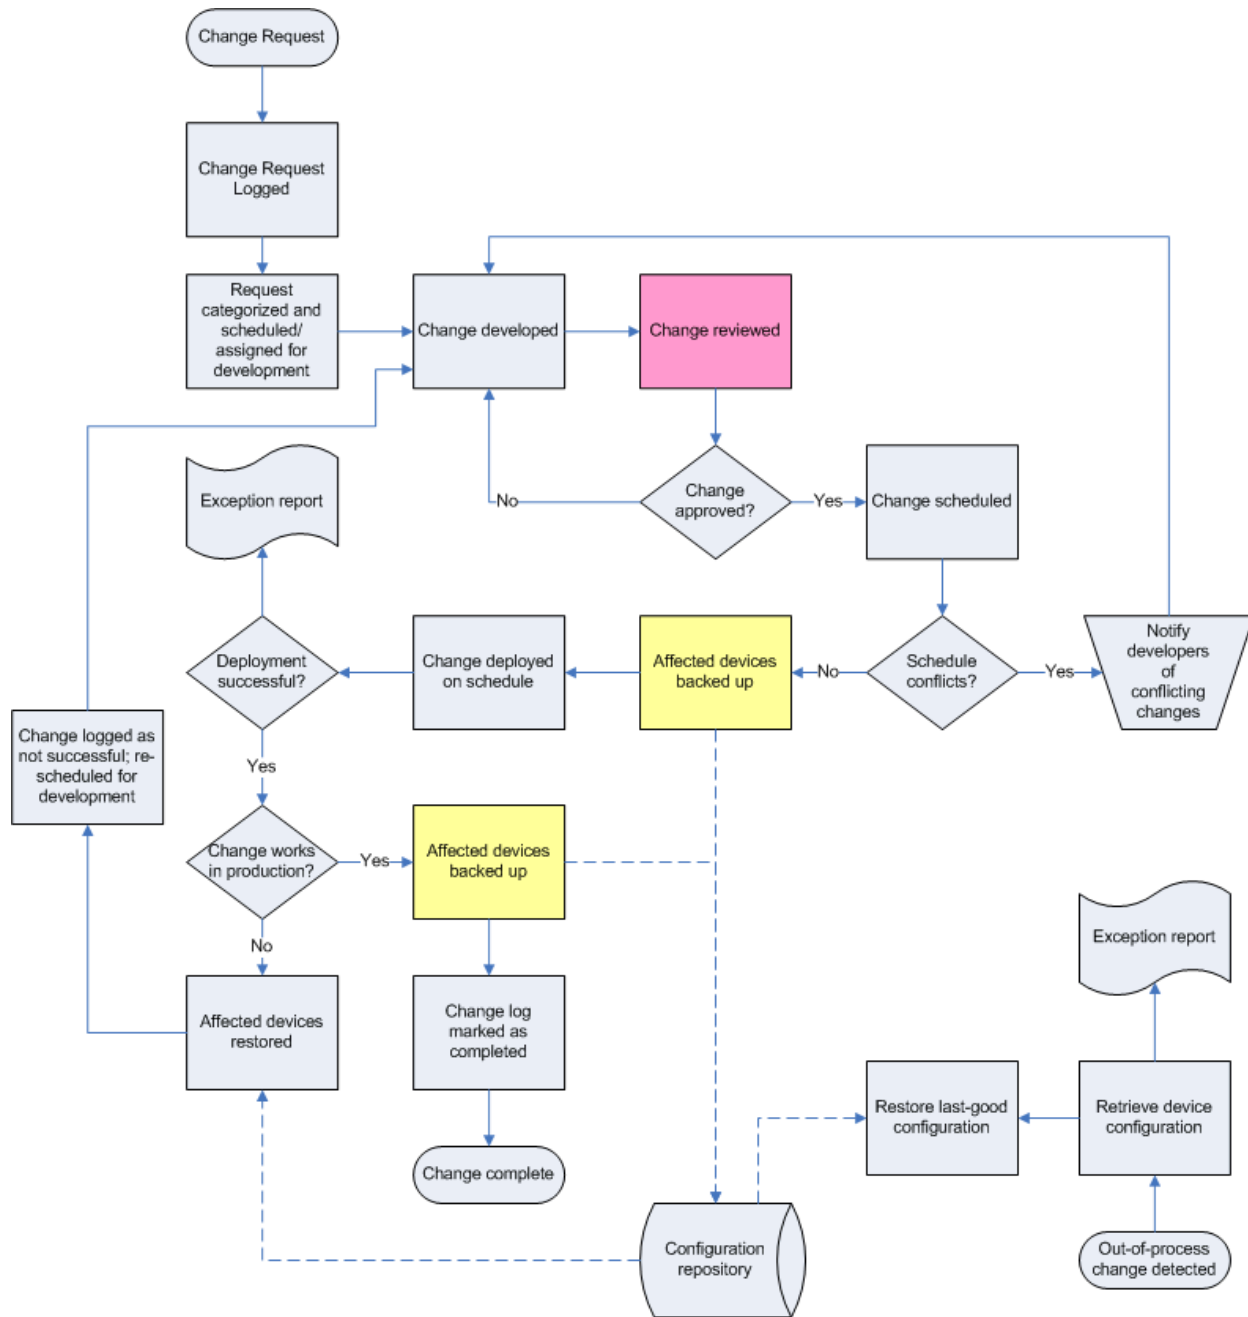 Change Request
Change Request
Logged
Request
categorized and
scheduled/
assigned for
development
Change developed
Change reviewed
Exception report
No
Change
approved?
Yes
Change scheduled
Deployment
successful?
Change deployed
on schedule
Affected devices
backed up
No
Schedule
conflicts?
Yes
Notify
developers
of
conflicting
changes
Change logged as
not successful; re-
scheduled for
development
Yes
Change works
in production?
Yes
Affected devices
backed up
No
Exception report
Affected devices
restored
Change log
marked as
completed
Restore last-good
configuration
Retrieve device
configuration
Change complete
Configuration
repository
Out-of-process
change detected